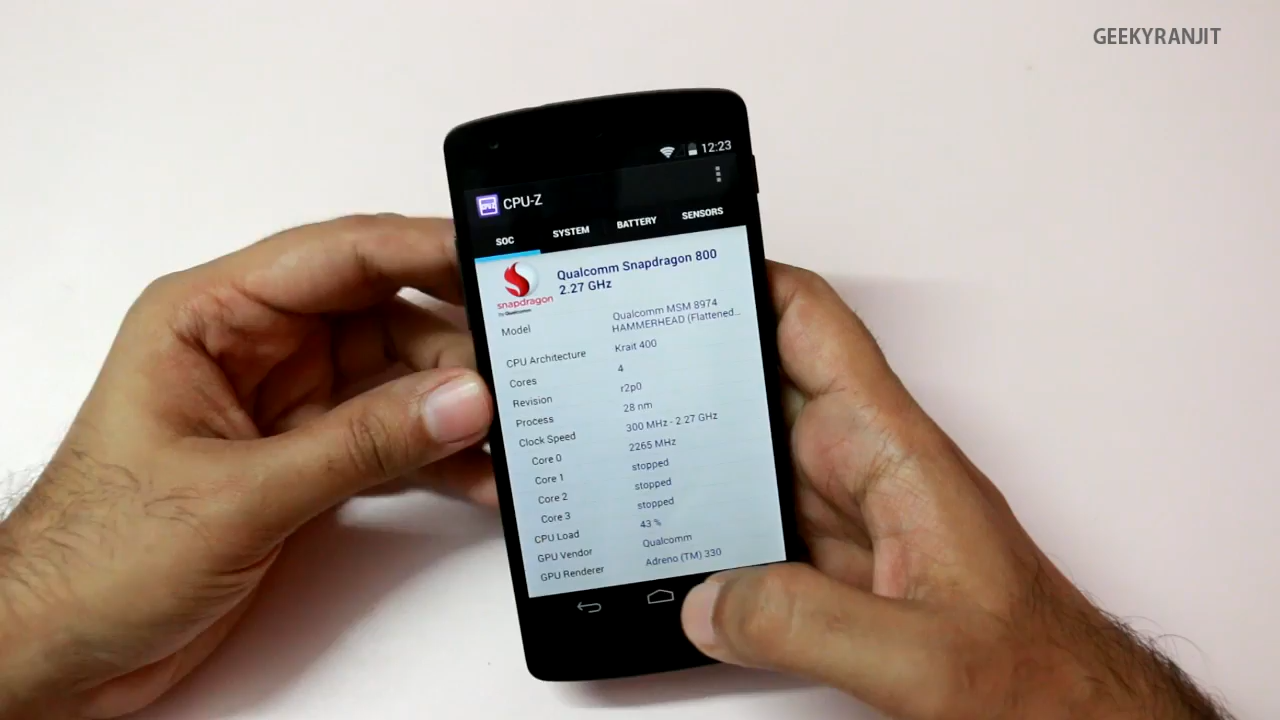 GEEKYRANJIT
12:23
CPU-Z
SOC SYSTEM BATTERY SENSORS
Qualcomm Snapdragon 800
2.27 GHz
snapdragon
by Qualcomm
Model Qualcomm MSM 8974
HAMMERHEAD (Flattened...
CPU Architecture Krait 400
Cores 4
Revision r2p0
Process 28 nm
Clock Speed 300 MHz - 2.27 GHz
Core 0 2265 MHz
Core 1 stopped
Core 2 stopped
Core 3 stopped
CPU Load 43 %
GPU Vendor Qualcomm
GPU Renderer Adreno (TM) 330